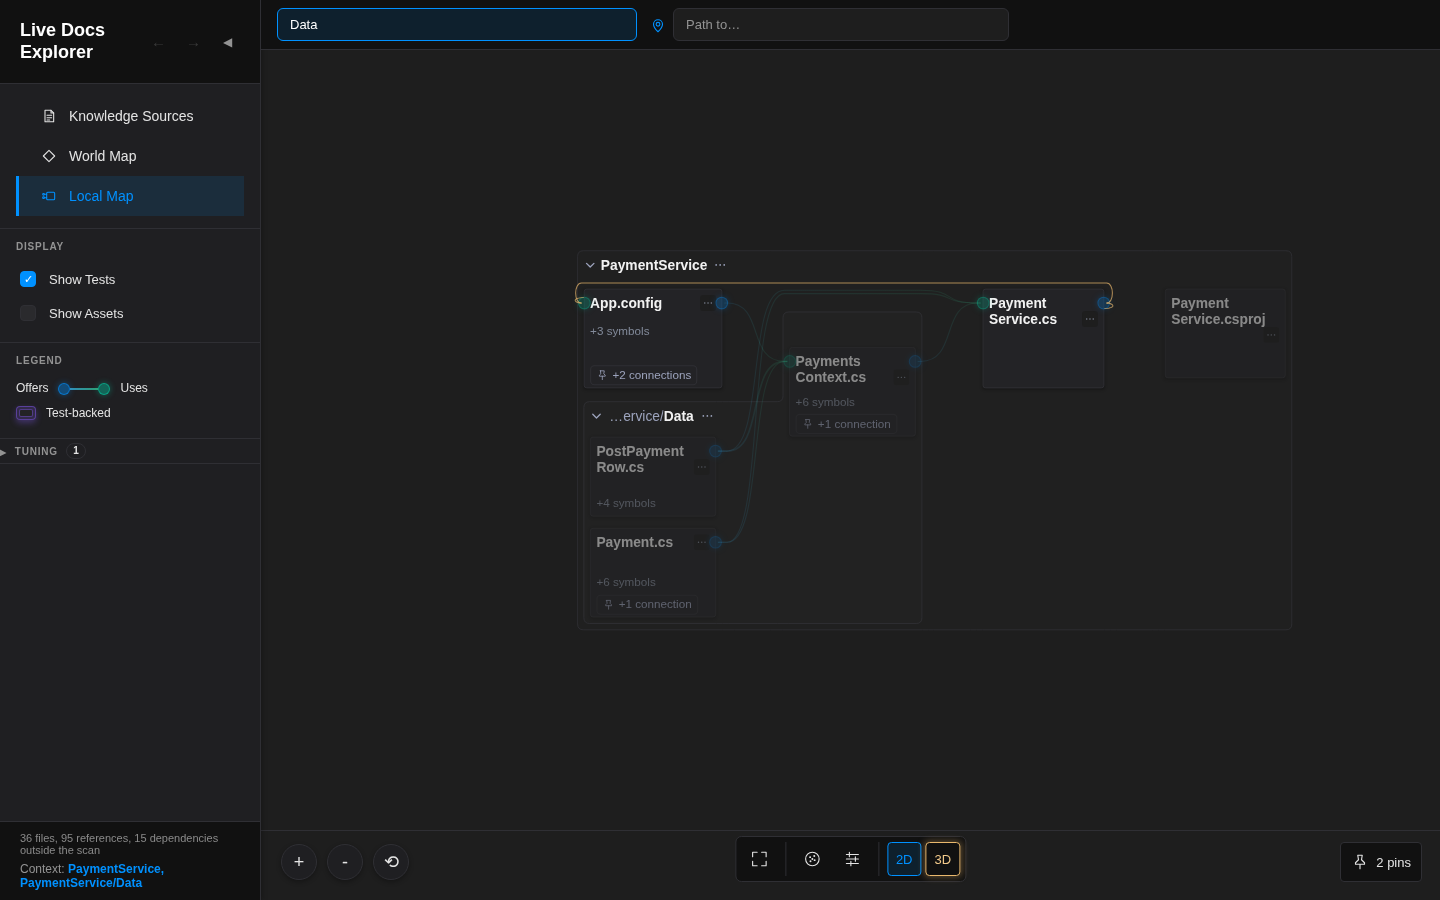 Live Docs
Explorer
Data
Path to…
Knowledge Sources
World Map
Local Map
DISPLAY
Show Tests
Show Assets
LEGEND
Offers Uses
Test-backed
TUNING 1
PaymentService ...
App.config ...
+3 symbols
+2 connections
Payment
Service.cs ...
Payment
Service.csproj
...
Payments
Context.cs ...
+6 symbols
+1 connection
…ervice/Data ...
PostPayment
Row.cs ...
+4 symbols
Payment.cs ...
+6 symbols
+1 connection
36 files, 95 references, 15 dependencies
outside the scan
Context: PaymentService,
PaymentService/Data
+ - ⟲
2D 3D
2 pins